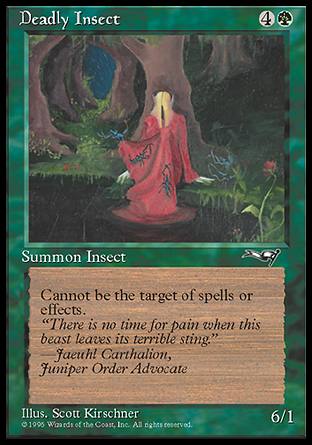 Deadly Insect 4
Summon Insect
Cannot be the target of spells or
effects.
"There is no time for pain when this
beast leaves its terrible sting."
Jaeuhl Carthalion,
Juniper Order Advocate
Illus. Scott Kirschner
©1996 Wizards of the Coast, Inc. All rights reserved.
6/1